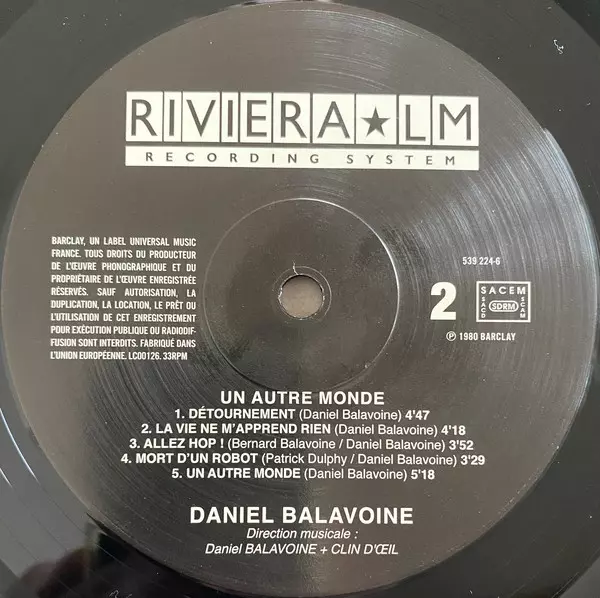 RIVIERA★LM
RECORDING SYSTEM
BARCLAY, UN LABEL UNIVERSAL MUSIC
FRANCE. TOUS DROITS DU PRODUCTEUR
DE L'ŒUVRE PHONOGRAPHIQUE ET DU
PROPRIÉTAIRE DE L'ŒUVRE ENREGISTRÉE
RÉSERVÉS. SAUF AUTORISATION, LA
DUPLICATION, LA LOCATION, LE PRÊT OU
L'UTILISATION DE CET ENREGISTREMENT
POUR EXÉCUTION PUBLIQUE OU RADIODIF-
FUSION SONT INTERDITS. FABRIQUÉ DANS
L'UNION EUROPÉENNE. LC00126. 33RPM
539 224-6
2
SACEM
SACD
SDRM
SCAM
℗ 1980 BARCLAY
UN AUTRE MONDE
1. DÉTOURNEMENT (Daniel Balavoine) 4'47
2. LA VIE NE M'APPREND RIEN (Daniel Balavoine) 4'18
3. ALLEZ HOP ! (Bernard Balavoine / Daniel Balavoine) 3'52
4. MORT D'UN ROBOT (Patrick Dulphy / Daniel Balavoine) 3'29
5. UN AUTRE MONDE (Daniel Balavoine) 5'18
DANIEL BALAVOINE
Direction musicale :
Daniel BALAVOINE + CLIN D'ŒIL